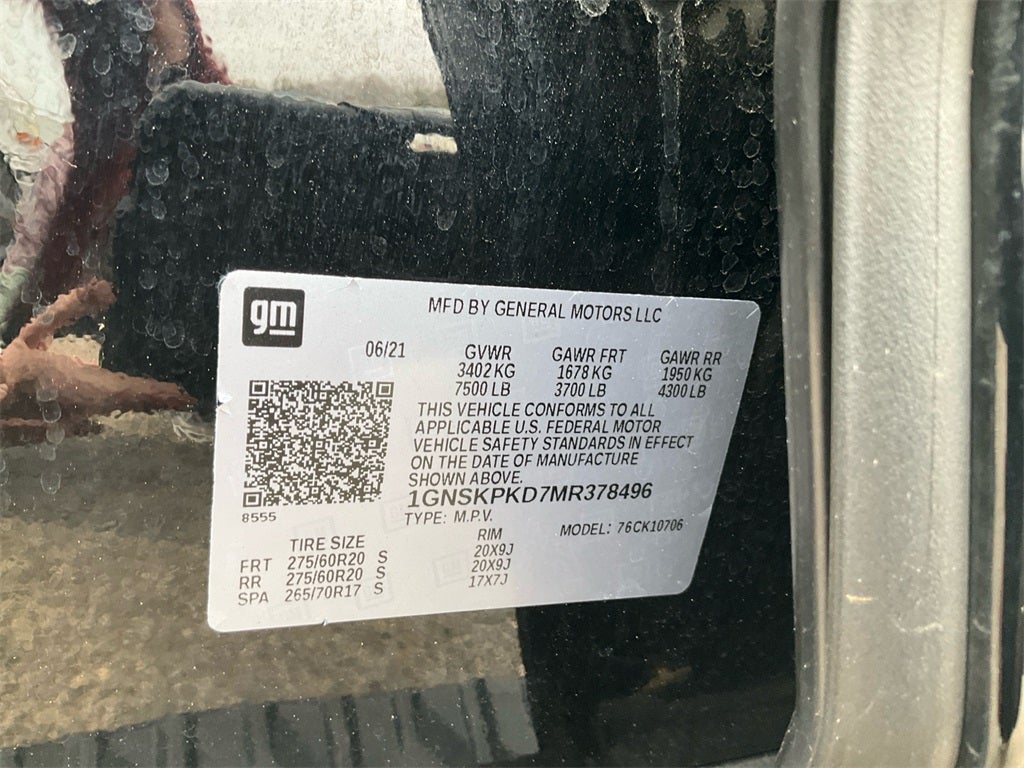 gm
MFD BY GENERAL MOTORS LLC
06/21 GVWR GAWR FRT GAWR RR
3402 KG 1678 KG 1950 KG
7500 LB 3700 LB 4300 LB
THIS VEHICLE CONFORMS TO ALL
APPLICABLE U.S. FEDERAL MOTOR
VEHICLE SAFETY STANDARDS IN EFFECT
ON THE DATE OF MANUFACTURE
SHOWN ABOVE.
1GNSKPKD7MR378496
8555
TYPE: M.P.V. MODEL: 76CK10706
TIRE SIZE RIM
FRT 275/60R20 S 20X9J
RR 275/60R20 S 20X9J
SPA 265/70R17 S 17X7J